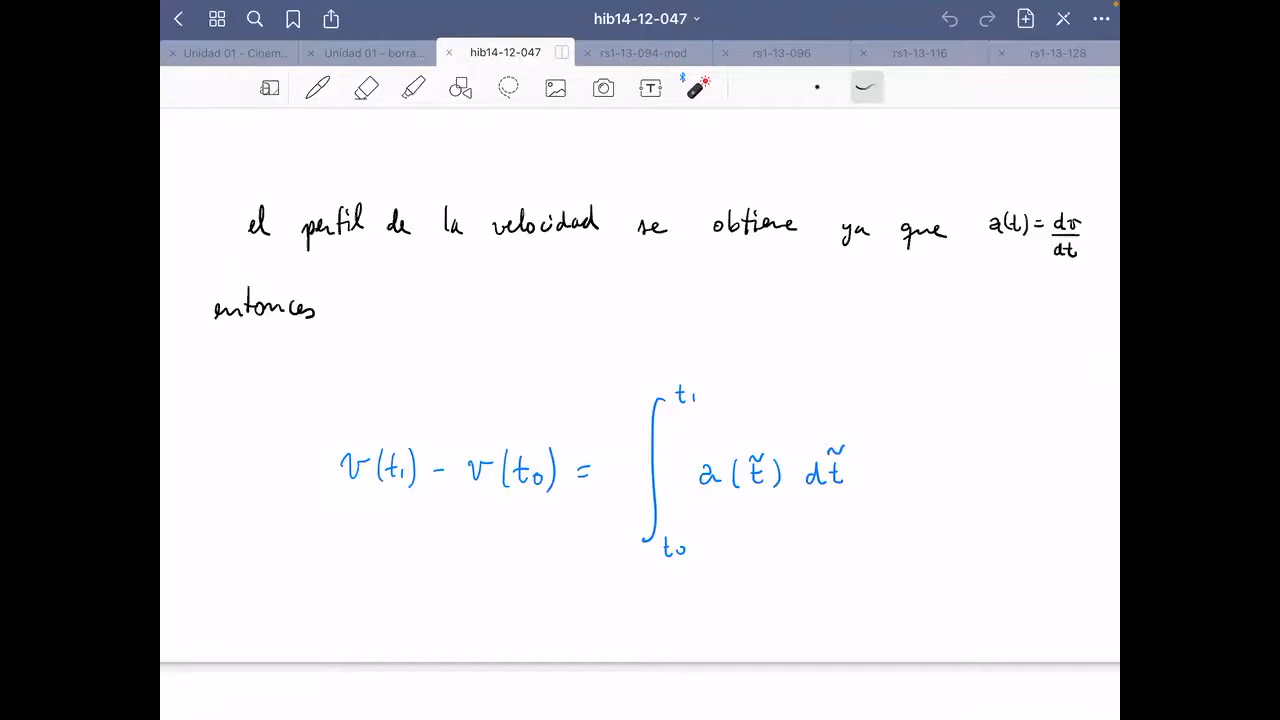 hib14-12-047
Unidad 01 - Cinem...
Unidad 01 - borra...
hib14-12-047
rs1-13-094-mod
rs1-13-096
rs1-13-116
rs1-13-128
T
el perfil de la velocidad se obtiene ya que a(t) = dv/dt
entonces
v(t₁) - v(t₀) = ∫_{t₀}^{t₁} a(t̃) dt̃